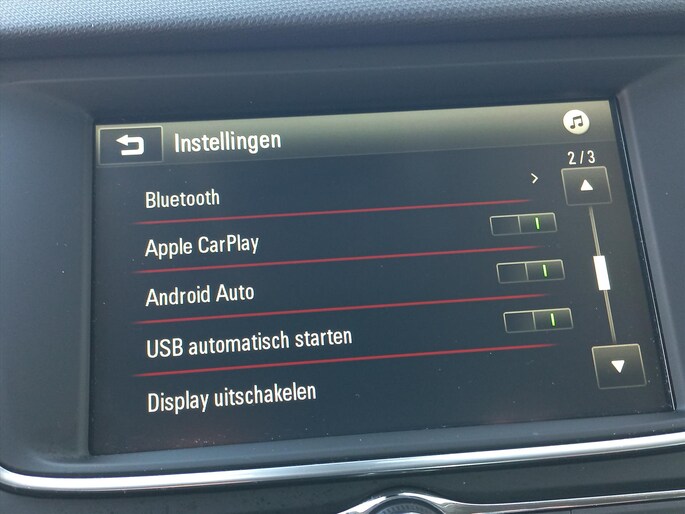 Instellingen
2/3
Bluetooth
Apple CarPlay
Android Auto
USB automatisch starten
Display uitschakelen